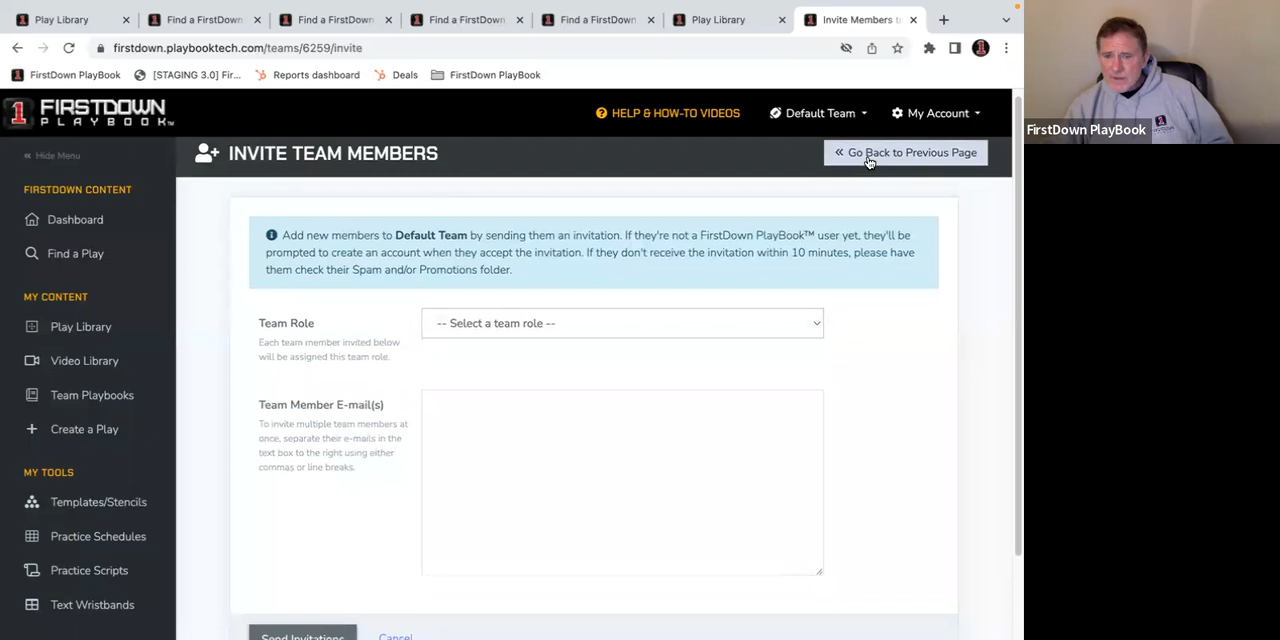 Play Library
Find a FirstDown
Find a FirstDown
Find a FirstDown
Find a FirstDown
Play Library
Invite Members to
firstdown.playbooktech.com/teams/6259/invite
FirstDown PlayBook
[STAGING 3.0] Fir...
Reports dashboard
Deals
FirstDown PlayBook
1 FIRSTDOWN
PLAYBOOK™
HELP & HOW-TO VIDEOS
Default Team
My Account
« Hide Menu
INVITE TEAM MEMBERS
« Go Back to Previous Page
FIRSTDOWN CONTENT
Dashboard
Find a Play
MY CONTENT
Play Library
Video Library
Team Playbooks
Create a Play
MY TOOLS
Templates/Stencils
Practice Schedules
Practice Scripts
Text Wristbands
Add new members to Default Team by sending them an invitation. If they're not a FirstDown PlayBook™ user yet, they'll be
prompted to create an account when they accept the invitation. If they don't receive the invitation within 10 minutes, please have
them check their Spam and/or Promotions folder.
Team Role
-- Select a team role --
Each team member invited below
will be assigned this team role.
Team Member E-mail(s)
To invite multiple team members at
once, separate their e-mails in the
text box to the right using either
commas or line breaks.
Send Invitations
Cancel
FirstDown PlayBook